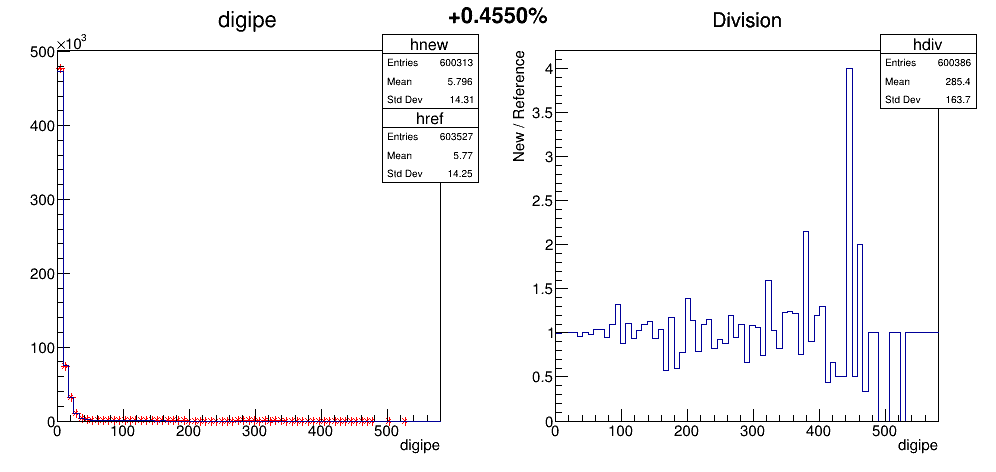 +0.4550%
digipe
×10³
500
400
300
200
100
0
0 100 200 300 400 500
digipe
hnew
Entries 600313
Mean 5.796
Std Dev 14.31
href
Entries 603527
Mean 5.77
Std Dev 14.25
Division
New / Reference
4
3.5
3
2.5
2
1.5
1
0.5
0
0 100 200 300 400 500
digipe
hdiv
Entries 600386
Mean 285.4
Std Dev 163.7